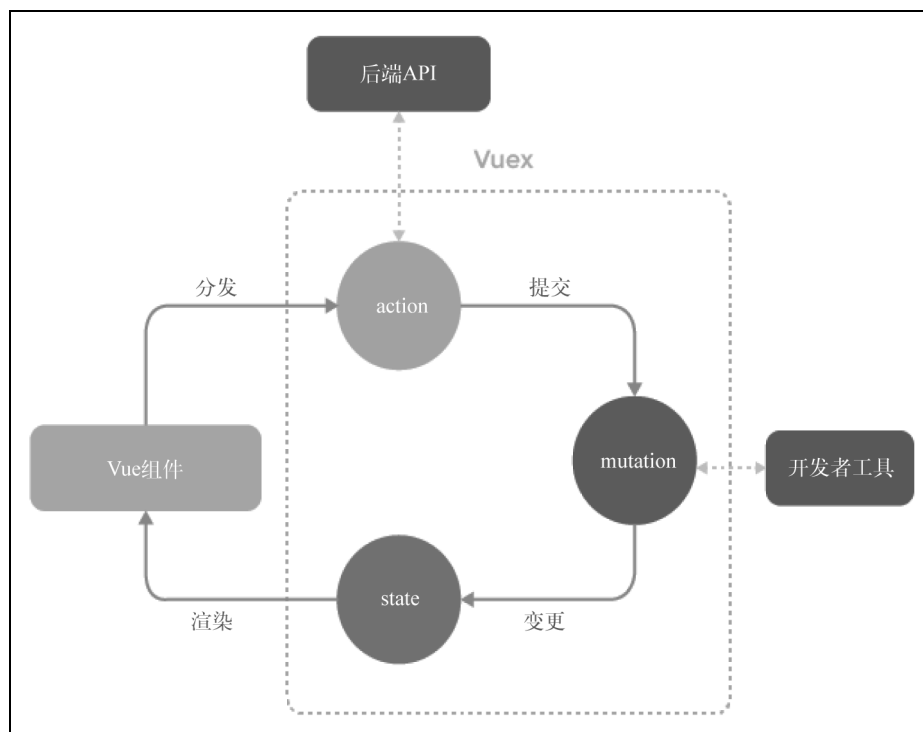 后端API
Vuex
分发
action
提交
Vue组件
mutation
开发者工具
state
渲染
变更